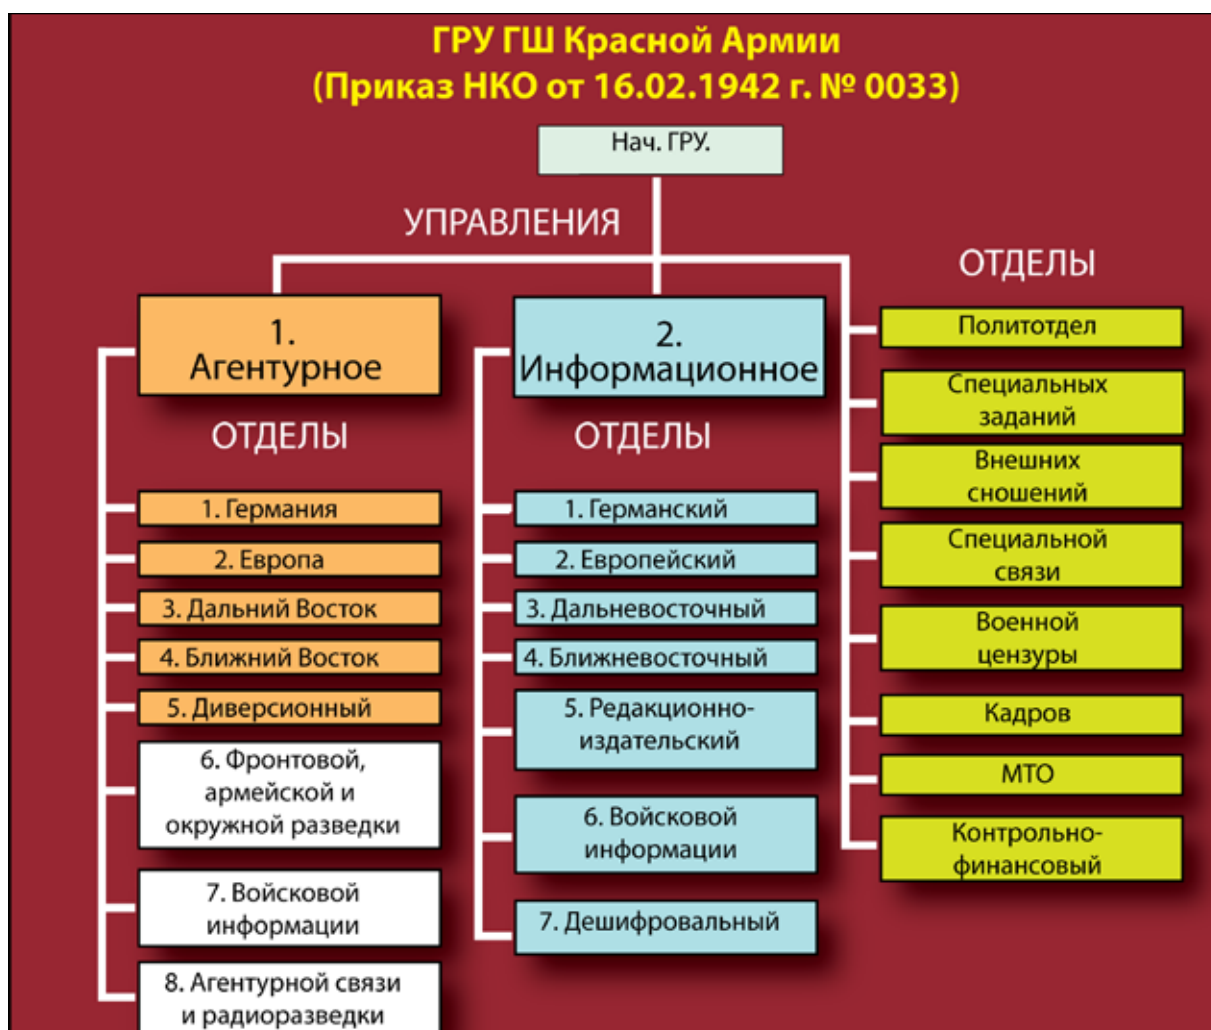 ГРУ ГШ Красной Армии
(Приказ НКО от 16.02.1942 г. № 0033)
Нач. ГРУ.
УПРАВЛЕНИЯ
1.
Агентурное
ОТДЕЛЫ
1. Германия
2. Европа
3. Дальний Восток
4. Ближний Восток
5. Диверсионный
6. Фронтовой,
армейской и
окружной разведки
7. Войсковой
информации
8. Агентурной связи
и радиоразведки
2.
Информационное
ОТДЕЛЫ
1. Германский
2. Европейский
3. Дальневосточный
4. Ближневосточный
5. Редакционно-
издательский
6. Войсковой
информации
7. Дешифровальный
ОТДЕЛЫ
Политотдел
Специальных
заданий
Внешних
сношений
Специальной
связи
Военной
цензуры
Кадров
МТО
Контрольно-
финансовый